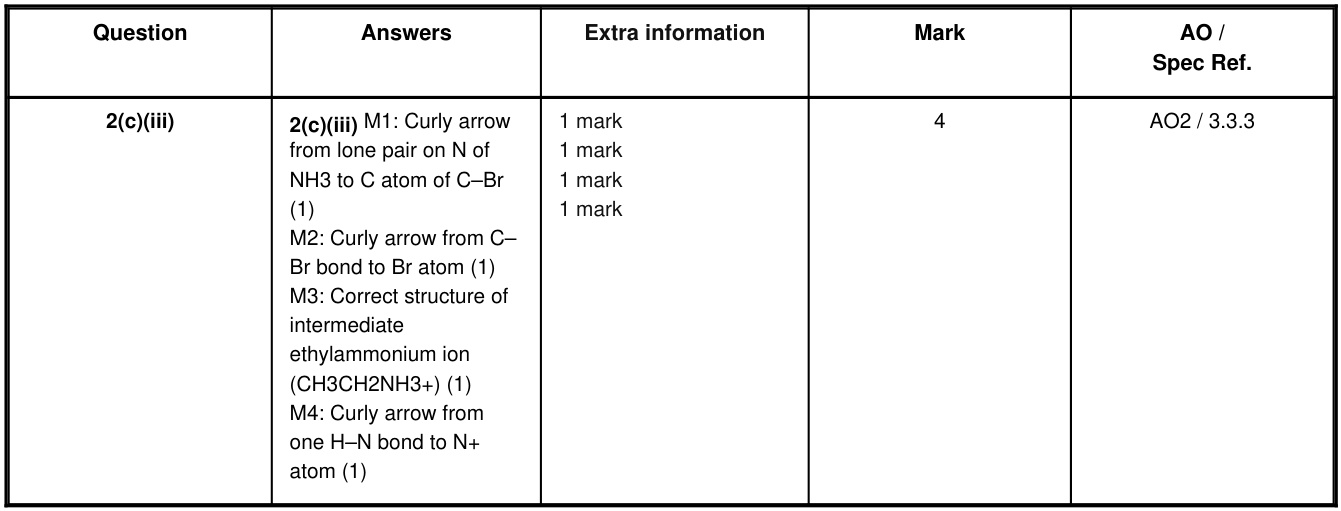 Question
Answers
Extra information
Mark
AO /
Spec Ref.
2(c)(iii)
2(c)(iii) M1: Curly arrow
from lone pair on N of
NH3 to C atom of C–Br
(1)
M2: Curly arrow from C–
Br bond to Br atom (1)
M3: Correct structure of
intermediate
ethylammonium ion
(CH3CH2NH3+) (1)
M4: Curly arrow from
one H–N bond to N+
atom (1)
1 mark
1 mark
1 mark
1 mark
4
AO2 / 3.3.3